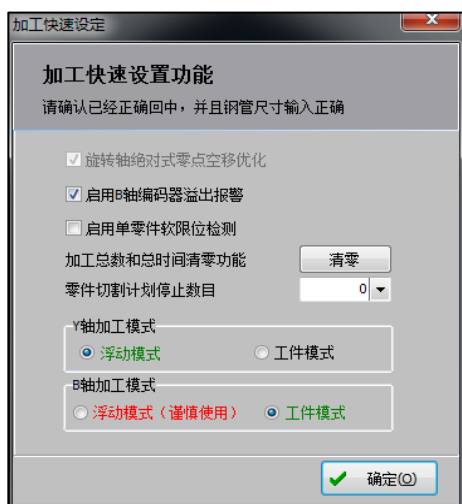 加工快速设定
加工快速设置功能
请确认已经正确回中，并且钢管尺寸输入正确
旋转轴绝对式零点空移优化
启用B轴编码器溢出报警
启用单零件软限位检测
加工总数和总时间清零功能 清零
零件切割计划停止数目 0
Y轴加工模式
浮动模式 工件模式
B轴加工模式
浮动模式（谨慎使用） 工件模式
确定(O)